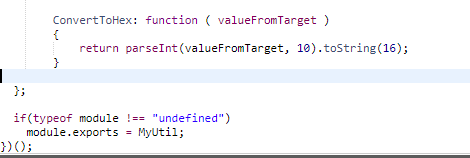 ConvertToHex: function ( valueFromTarget )
{
return parseInt(valueFromTarget, 10).toString(16);
}
};
if(typeof module !== "undefined")
module.exports = MyUtil;
})();